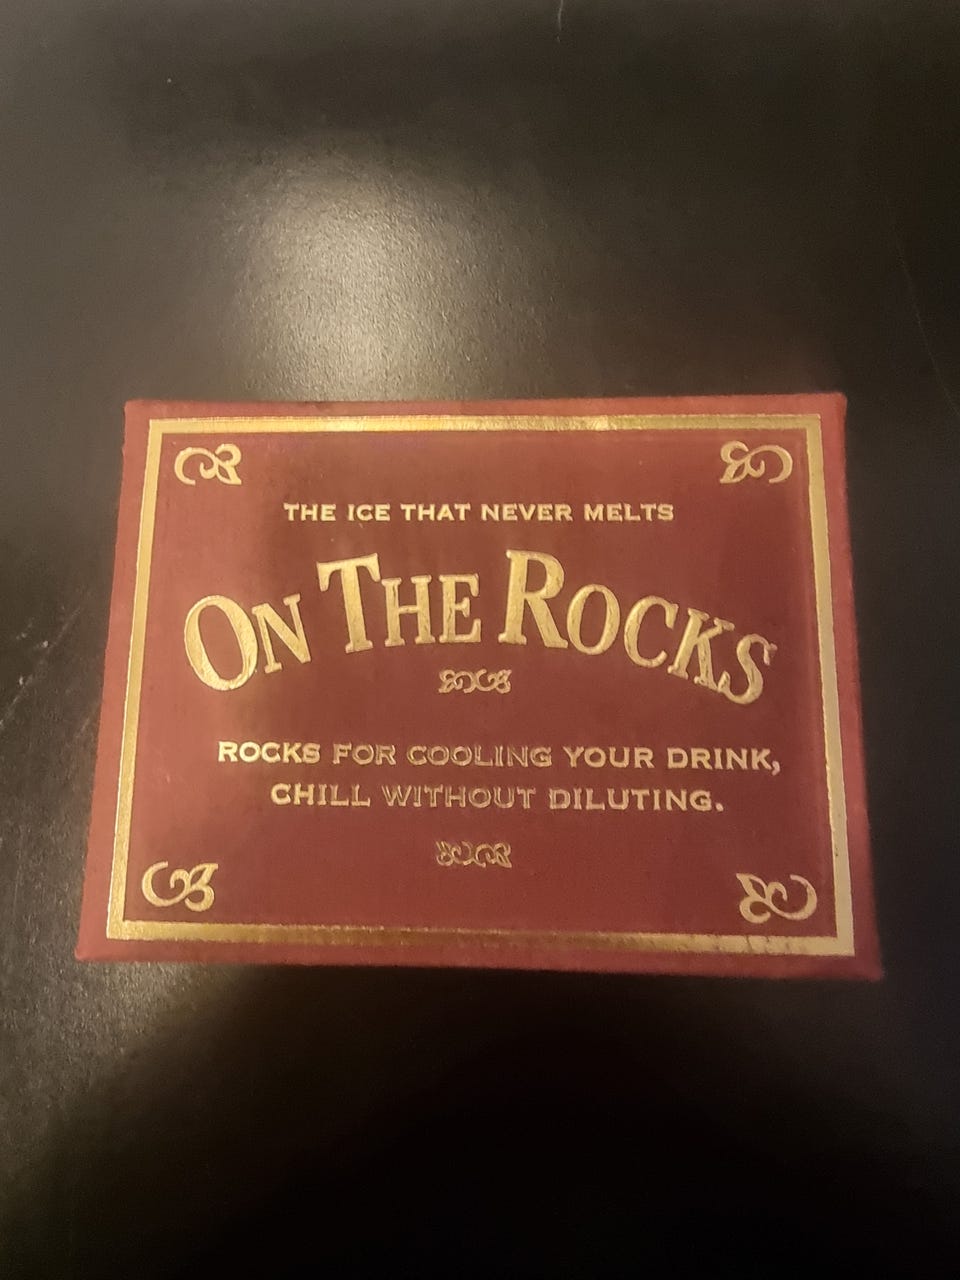 THE ICE THAT NEVER MELTS
ON THE ROCKS
ROCKS FOR COOLING YOUR DRINK,
CHILL WITHOUT DILUTING.